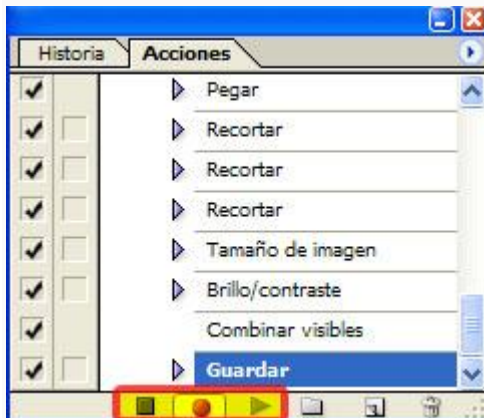 Historia Acciones
Pegar
Recortar
Recortar
Recortar
Tamaño de imagen
Brillo/contraste
Combinar visibles
Guardar